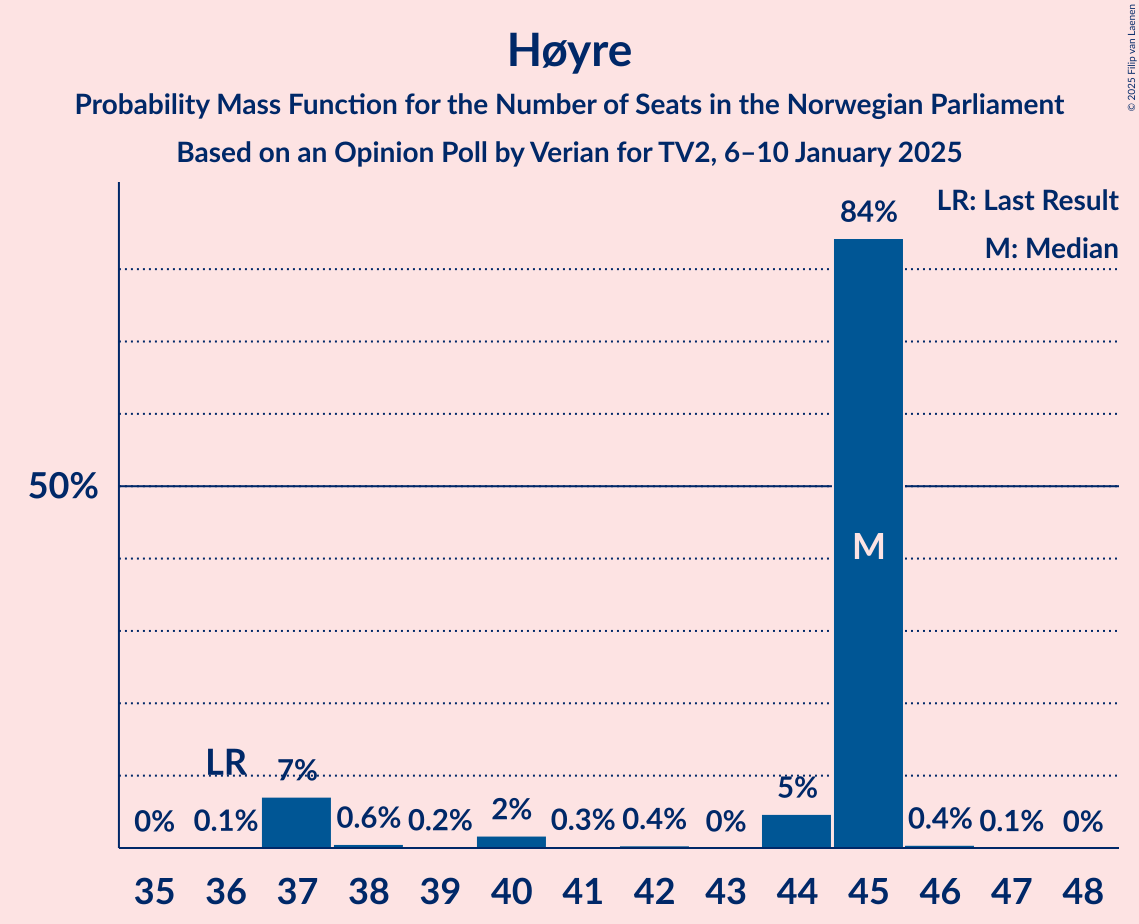 Høyre
Probability Mass Function for the Number of Seats in the Norwegian Parliament
Based on an Opinion Poll by Verian for TV2, 6–10 January 2025
© 2025 Filip van Laenen
LR: Last Result
M: Median
84%
50%
M
LR
7%
5%
0% 0.1% 0.6% 0.2% 2% 0.3% 0.4% 0% 0.4% 0.1% 0%
35 36 37 38 39 40 41 42 43 44 45 46 47 48